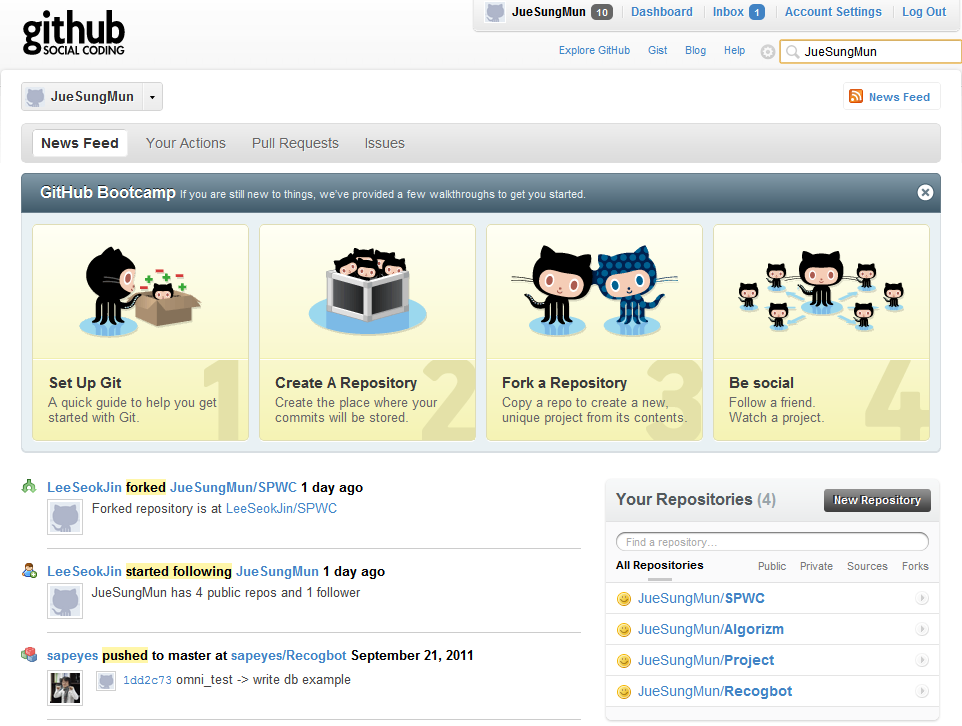 github
SOCIAL CODING
JueSungMun 10 Dashboard Inbox 1 Account Settings Log Out
Explore GitHub Gist Blog Help JueSungMun
JueSungMun
News Feed
News Feed Your Actions Pull Requests Issues
GitHub Bootcamp If you are still new to things, we've provided a few walkthroughs to get you started.
1
Set Up Git
A quick guide to help you get
started with Git.
2
Create A Repository
Create the place where your
commits will be stored.
3
Fork a Repository
Copy a repo to create a new,
unique project from its contents.
4
Be social
Follow a friend.
Watch a project.
LeeSeokJin forked JueSungMun/SPWC 1 day ago
Forked repository is at LeeSeokJin/SPWC
LeeSeokJin started following JueSungMun 1 day ago
JueSungMun has 4 public repos and 1 follower
sapeyes pushed to master at sapeyes/Recogbot September 21, 2011
1dd2c73 omni_test -> write db example
Your Repositories (4) New Repository
Find a repository...
All Repositories Public Private Sources Forks
JueSungMun/SPWC
JueSungMun/Algorizm
JueSungMun/Project
JueSungMun/Recogbot